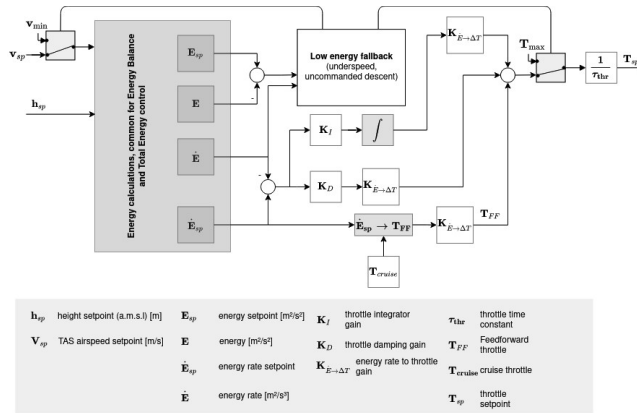 v_min
v_sp
h_sp
Energy calculations, common for Energy Balance
and Total Energy control
E_sp
E
Ė
Ė_sp
-
-
Low energy fallback
(underspeed,
uncommanded descent)
K_I
∫
K_D
K_Ė→ΔT
K_Ė→ΔT
K_Ė→ΔT
Ė_sp → T_FF
T_cruise
T_FF
T_max
1
τ_thr
T_sp
h_sp height setpoint (a.m.s.l) [m]
V_sp TAS airspeed setpoint [m/s]
E_sp energy setpoint [m²/s²]
E energy [m²/s²]
Ė_sp energy rate setpoint
Ė energy rate [m²/s³]
K_I throttle integrator
gain
K_D throttle damping gain
K_Ė→ΔT energy rate to throttle
gain
τ_thr throttle time
constant
T_FF Feedforward
throttle
T_cruise cruise throttle
T_sp throttle
setpoint